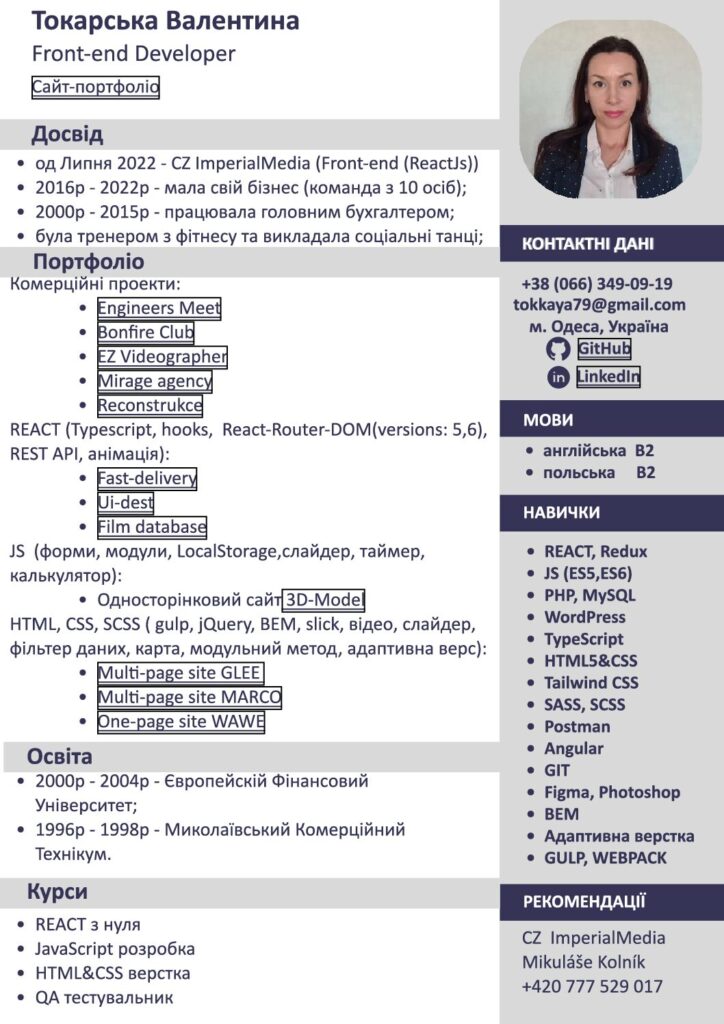 Токарська Валентина
Front-end Developer
Сайт-портфоліо
Досвід
од Липня 2022 - CZ ImperialMedia (Front-end (ReactJs))
2016р - 2022р - мала свій бізнес (команда з 10 осіб);
2000р - 2015р - працювала головним бухгалтером;
була тренером з фітнесу та викладала соціальні танці;
Портфоліо
Комерційні проекти:
Engineers Meet
Bonfire Club
EZ Videographer
Mirage agency
Reconstrukce
REACT (Typescript, hooks, React-Router-DOM(versions: 5,6),
REST API, анімація):
Fast-delivery
Ui-dest
Film database
JS (форми, модули, LocalStorage,слайдер, таймер,
калькулятор):
Односторінковий сайт 3D-Model
HTML, CSS, SCSS ( gulp, jQuery, BEM, slick, відео, слайдер,
фільтер даних, карта, модульний метод, адаптивна верс):
Multi-page site GLEE
Multi-page site MARCO
One-page site WAWE
Освіта
2000р - 2004р - Європейскій Фінансовий
Університет;
1996р - 1998р - Миколаївський Комерційний
Технікум.
Курси
REACT з нуля
JavaScript розробка
HTML&CSS верстка
QA тестувальник
КОНТАКТНІ ДАНІ
+38 (066) 349-09-19
tokkaya79@gmail.com
м. Одеса, Україна
GitHub
in LinkedIn
МОВИ
англійська B2
польська B2
НАВИЧКИ
REACT, Redux
JS (ES5,ES6)
PHP, MySQL
WordPress
TypeScript
HTML5&CSS
Tailwind CSS
SASS, SCSS
Postman
Angular
GIT
Figma, Photoshop
BEM
Адаптивна верстка
GULP, WEBPACK
РЕКОМЕНДАЦІЇ
CZ ImperialMedia
Mikuláše Kolník
+420 777 529 017